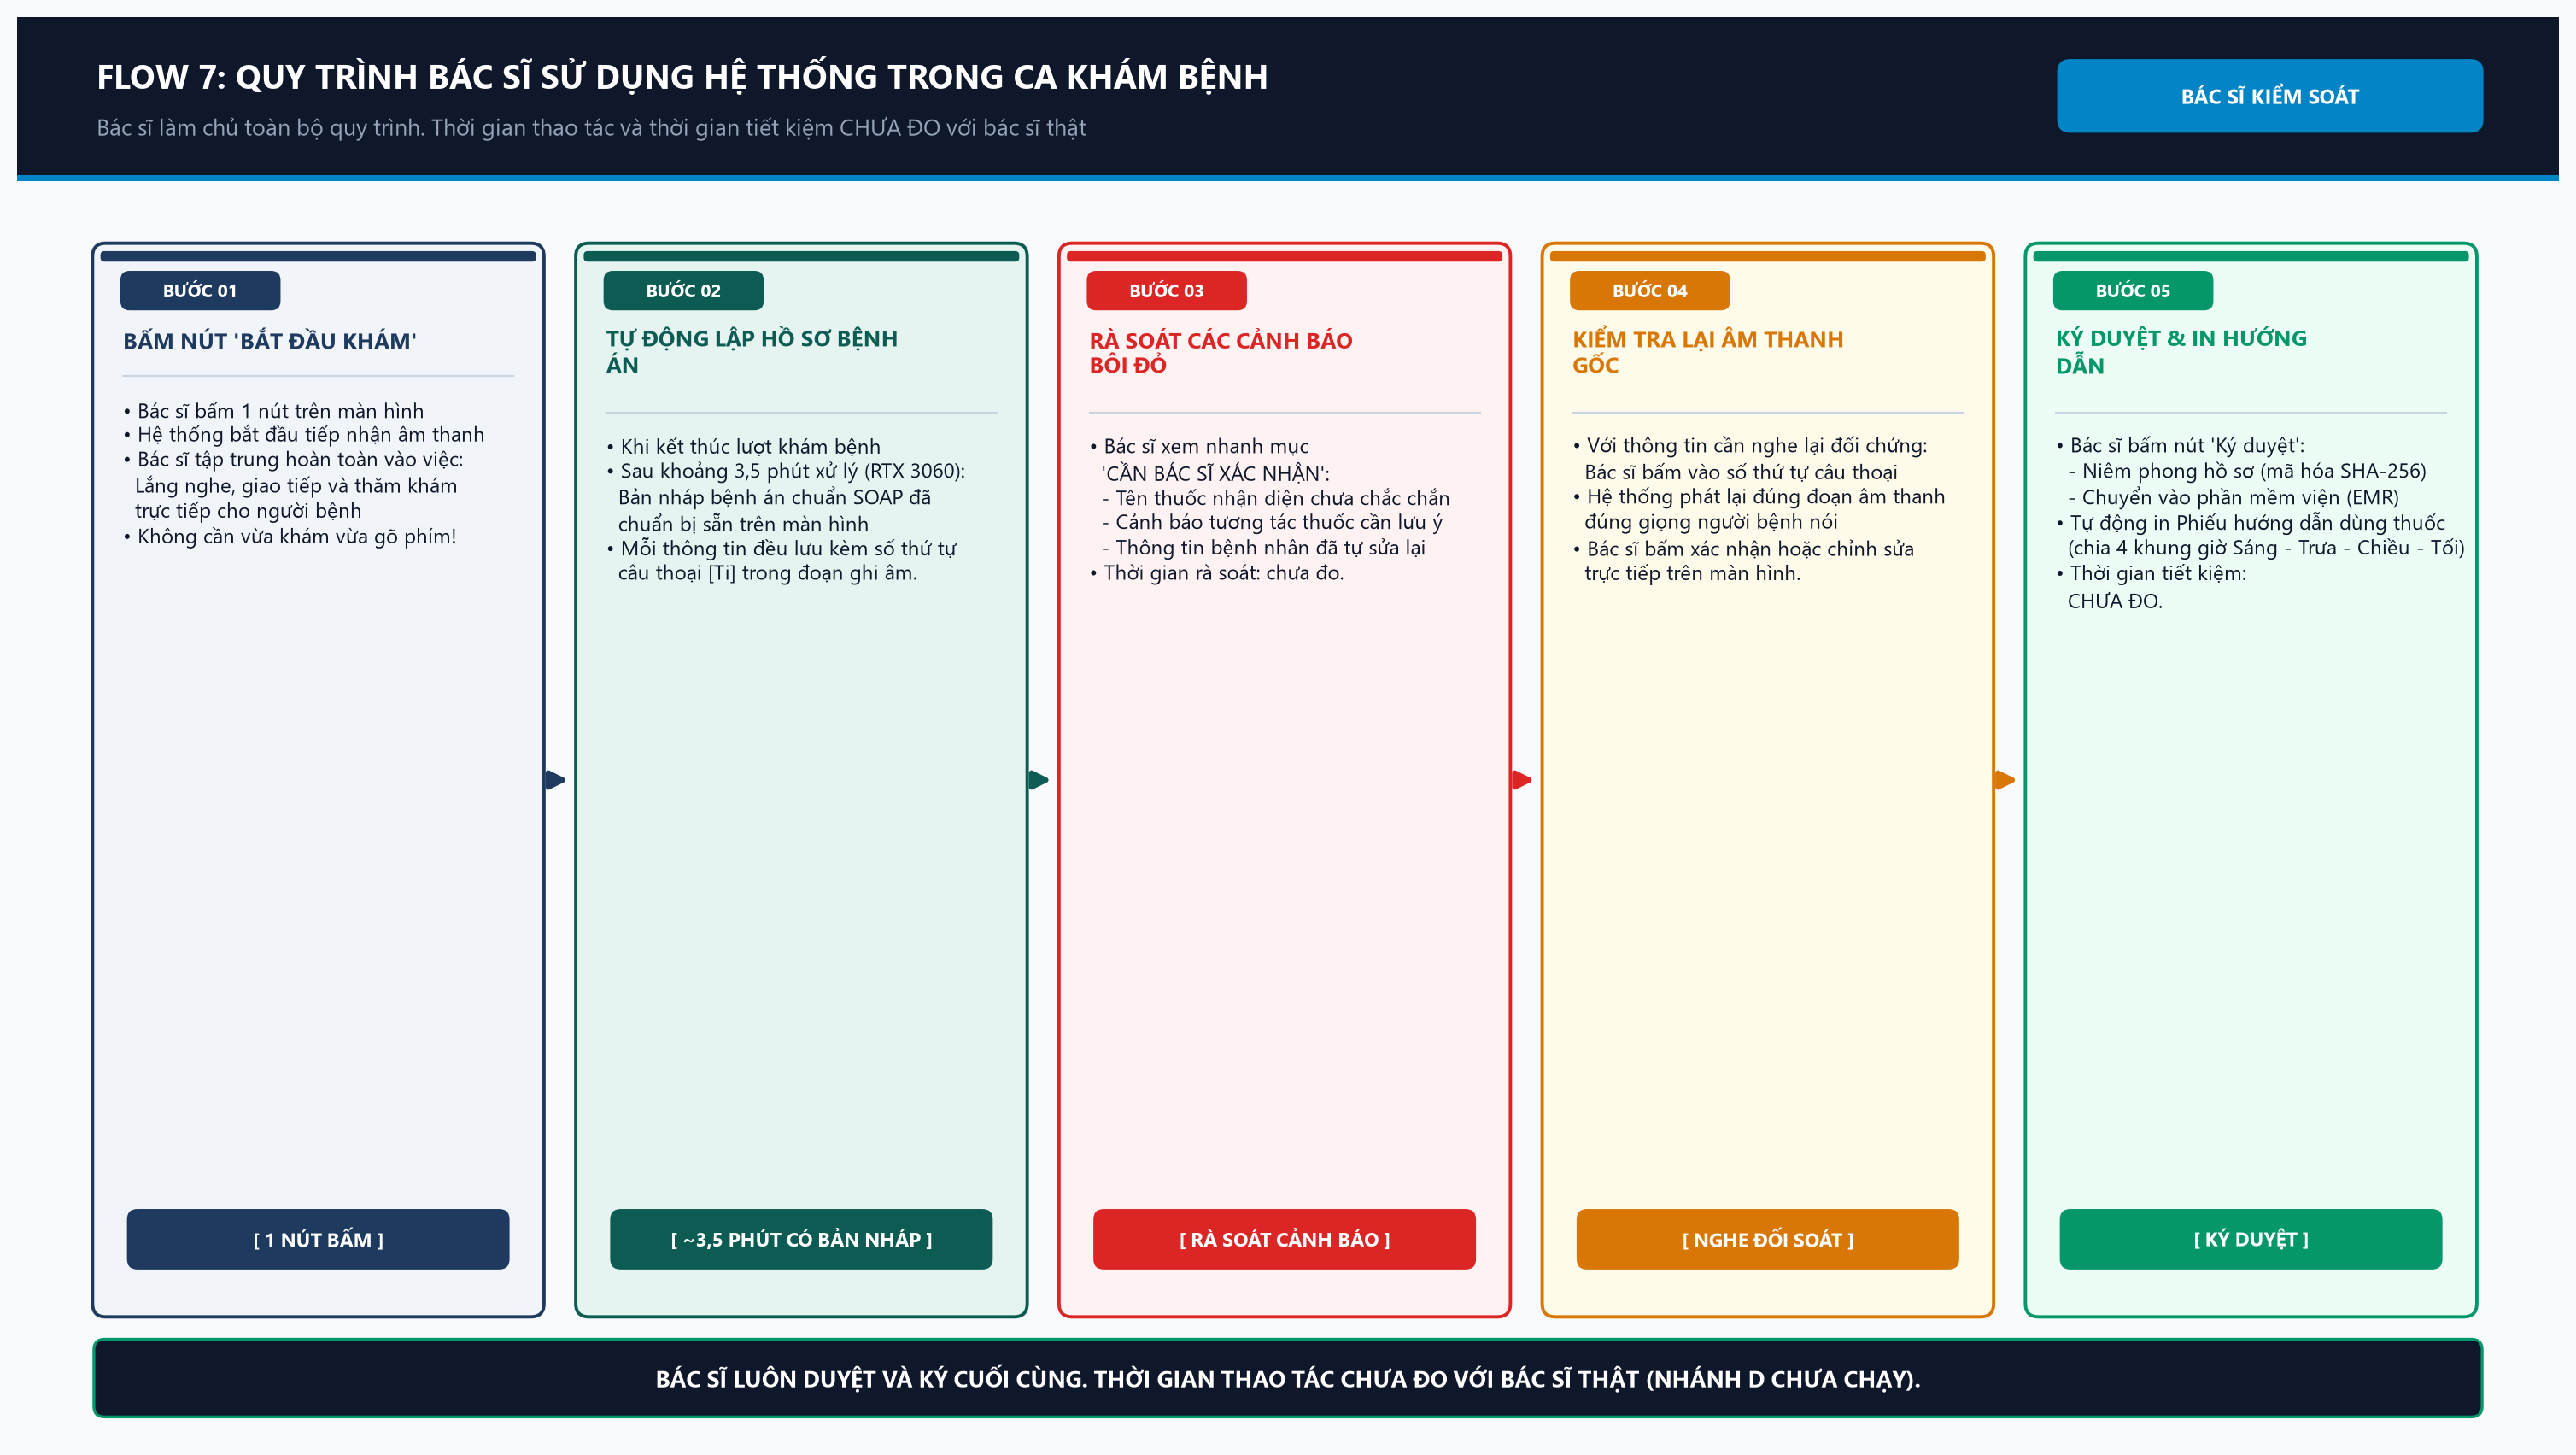 FLOW 7: QUY TRÌNH BÁC SĨ SỬ DỤNG HỆ THỐNG TRONG CA KHÁM BỆNH
Bác sĩ làm chủ toàn bộ quy trình. Thời gian thao tác và thời gian tiết kiệm CHƯA ĐO với bác sĩ thật
BÁC SĨ KIỂM SOÁT
BƯỚC 01
BẤM NÚT 'BẮT ĐẦU KHÁM'
• Bác sĩ bấm 1 nút trên màn hình
• Hệ thống bắt đầu tiếp nhận âm thanh
• Bác sĩ tập trung hoàn toàn vào việc:
Lắng nghe, giao tiếp và thăm khám
trực tiếp cho người bệnh
• Không cần vừa khám vừa gõ phím!
[ 1 NÚT BẤM ]
BƯỚC 02
TỰ ĐỘNG LẬP HỒ SƠ BỆNH
ÁN
• Khi kết thúc lượt khám bệnh
• Sau khoảng 3,5 phút xử lý (RTX 3060):
Bản nháp bệnh án chuẩn SOAP đã
chuẩn bị sẵn trên màn hình
• Mỗi thông tin đều lưu kèm số thứ tự
câu thoại [Ti] trong đoạn ghi âm.
[ ~3,5 PHÚT CÓ BẢN NHÁP ]
BƯỚC 03
RÀ SOÁT CÁC CẢNH BÁO
BÔI ĐỎ
• Bác sĩ xem nhanh mục
'CẦN BÁC SĨ XÁC NHẬN':
- Tên thuốc nhận diện chưa chắc chắn
- Cảnh báo tương tác thuốc cần lưu ý
- Thông tin bệnh nhân đã tự sửa lại
• Thời gian rà soát: chưa đo.
[ RÀ SOÁT CẢNH BÁO ]
BƯỚC 04
KIỂM TRA LẠI ÂM THANH
GỐC
• Với thông tin cần nghe lại đối chứng:
Bác sĩ bấm vào số thứ tự câu thoại
• Hệ thống phát lại đúng đoạn âm thanh
đúng giọng người bệnh nói
• Bác sĩ bấm xác nhận hoặc chỉnh sửa
trực tiếp trên màn hình.
[ NGHE ĐỐI SOÁT ]
BƯỚC 05
KÝ DUYỆT & IN HƯỚNG
DẪN
• Bác sĩ bấm nút 'Ký duyệt':
- Niêm phong hồ sơ (mã hóa SHA-256)
- Chuyển vào phần mềm viện (EMR)
• Tự động in Phiếu hướng dẫn dùng thuốc
(chia 4 khung giờ Sáng - Trưa - Chiều - Tối)
• Thời gian tiết kiệm:
CHƯA ĐO.
[ KÝ DUYỆT ]
BÁC SĨ LUÔN DUYỆT VÀ KÝ CUỐI CÙNG. THỜI GIAN THAO TÁC CHƯA ĐO VỚI BÁC SĨ THẬT (NHÁNH D CHƯA CHẠY).